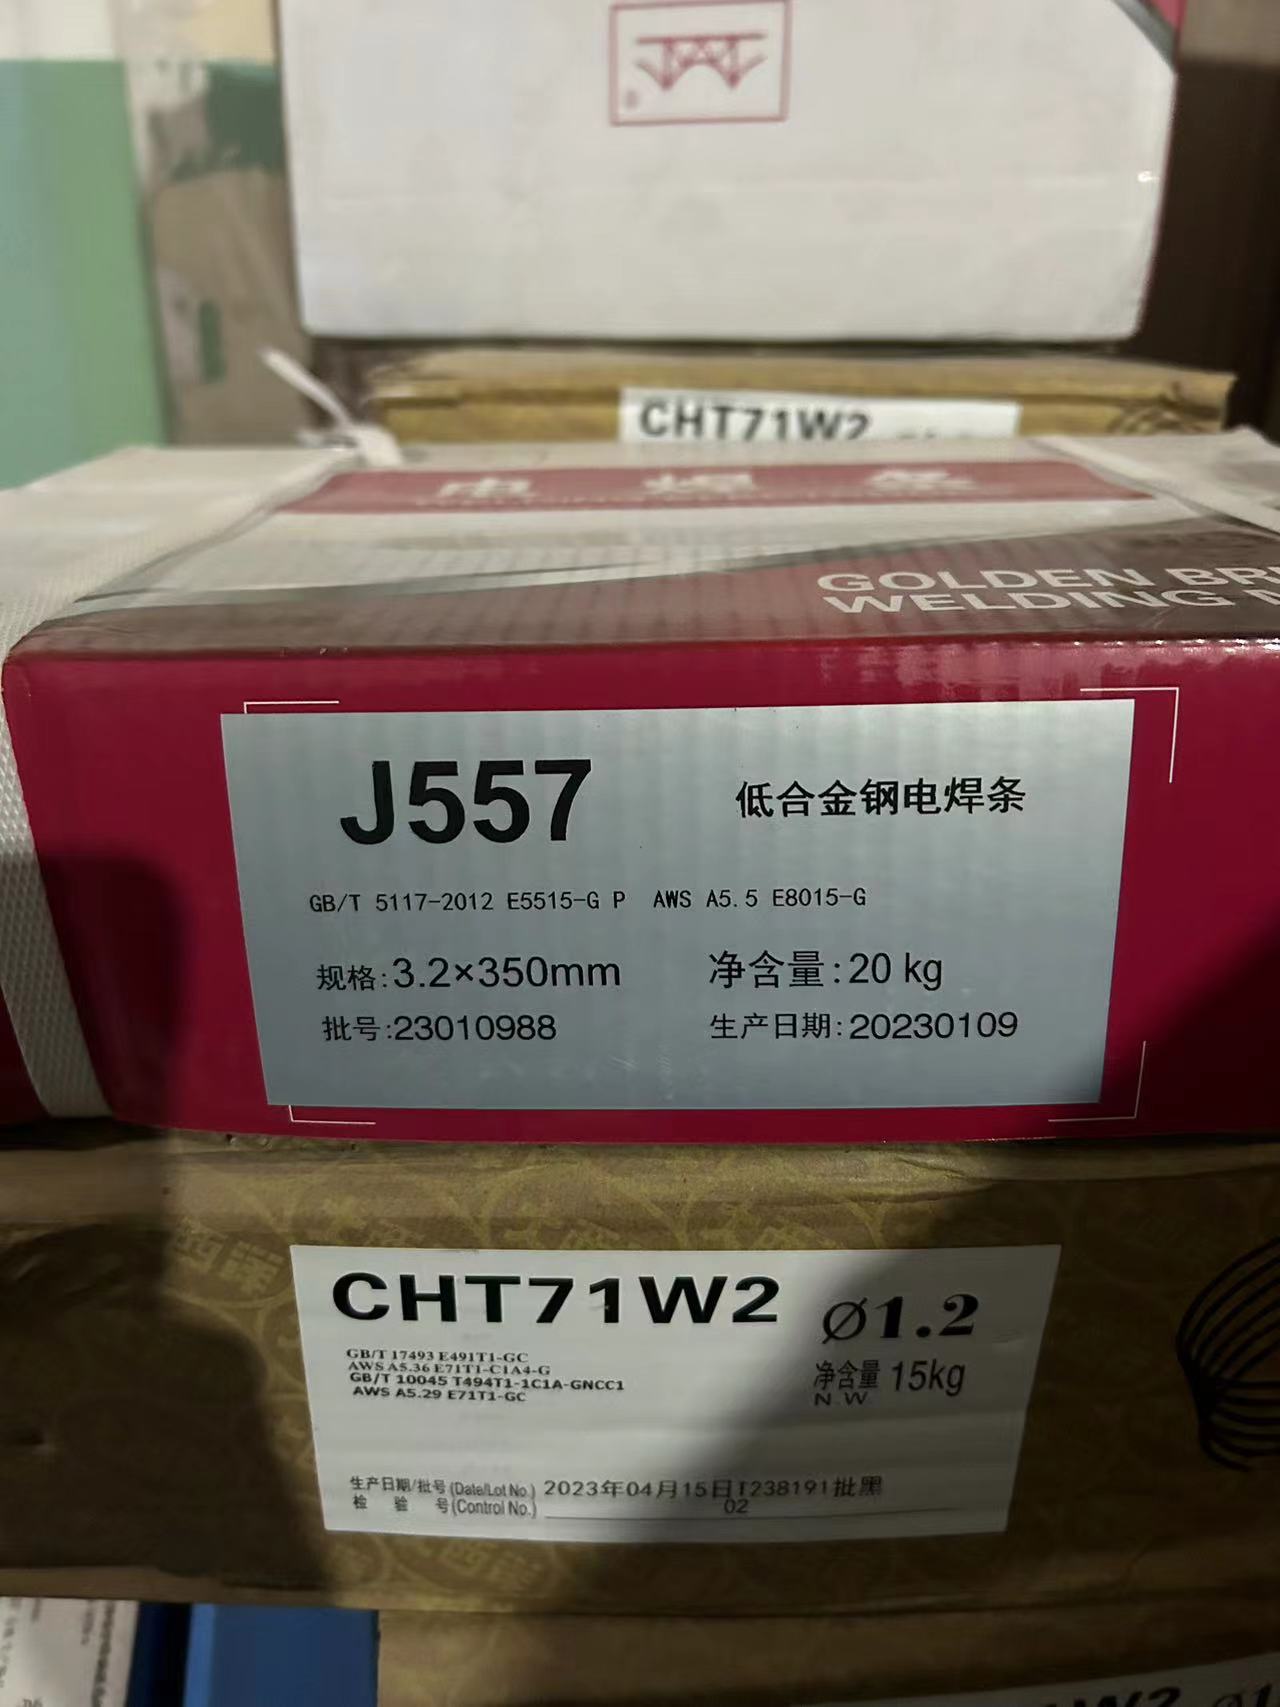 CHT71W2
电焊条
GOLDEN BRI
WELDING M
J557 低合金钢电焊条
GB/T 5117-2012 E5515-G P AWS A5.5 E8015-G
规格:3.2×350mm 净含量:20 kg
批号:23010988 生产日期:20230109
CHT71W2 Ø1.2
GB/T 17493 E491T1-GC
AWS A5.36 E71T1-C1A4-G
GB/T 10045 T494T1-1C1A-GNCC1
AWS A5.29 E71T1-GC
净含量 15kg
N.W.
生产日期/批号(Date/Lot No.) 2023年04月15日T238191批黑
检 验 号(Control No.) 02
W2